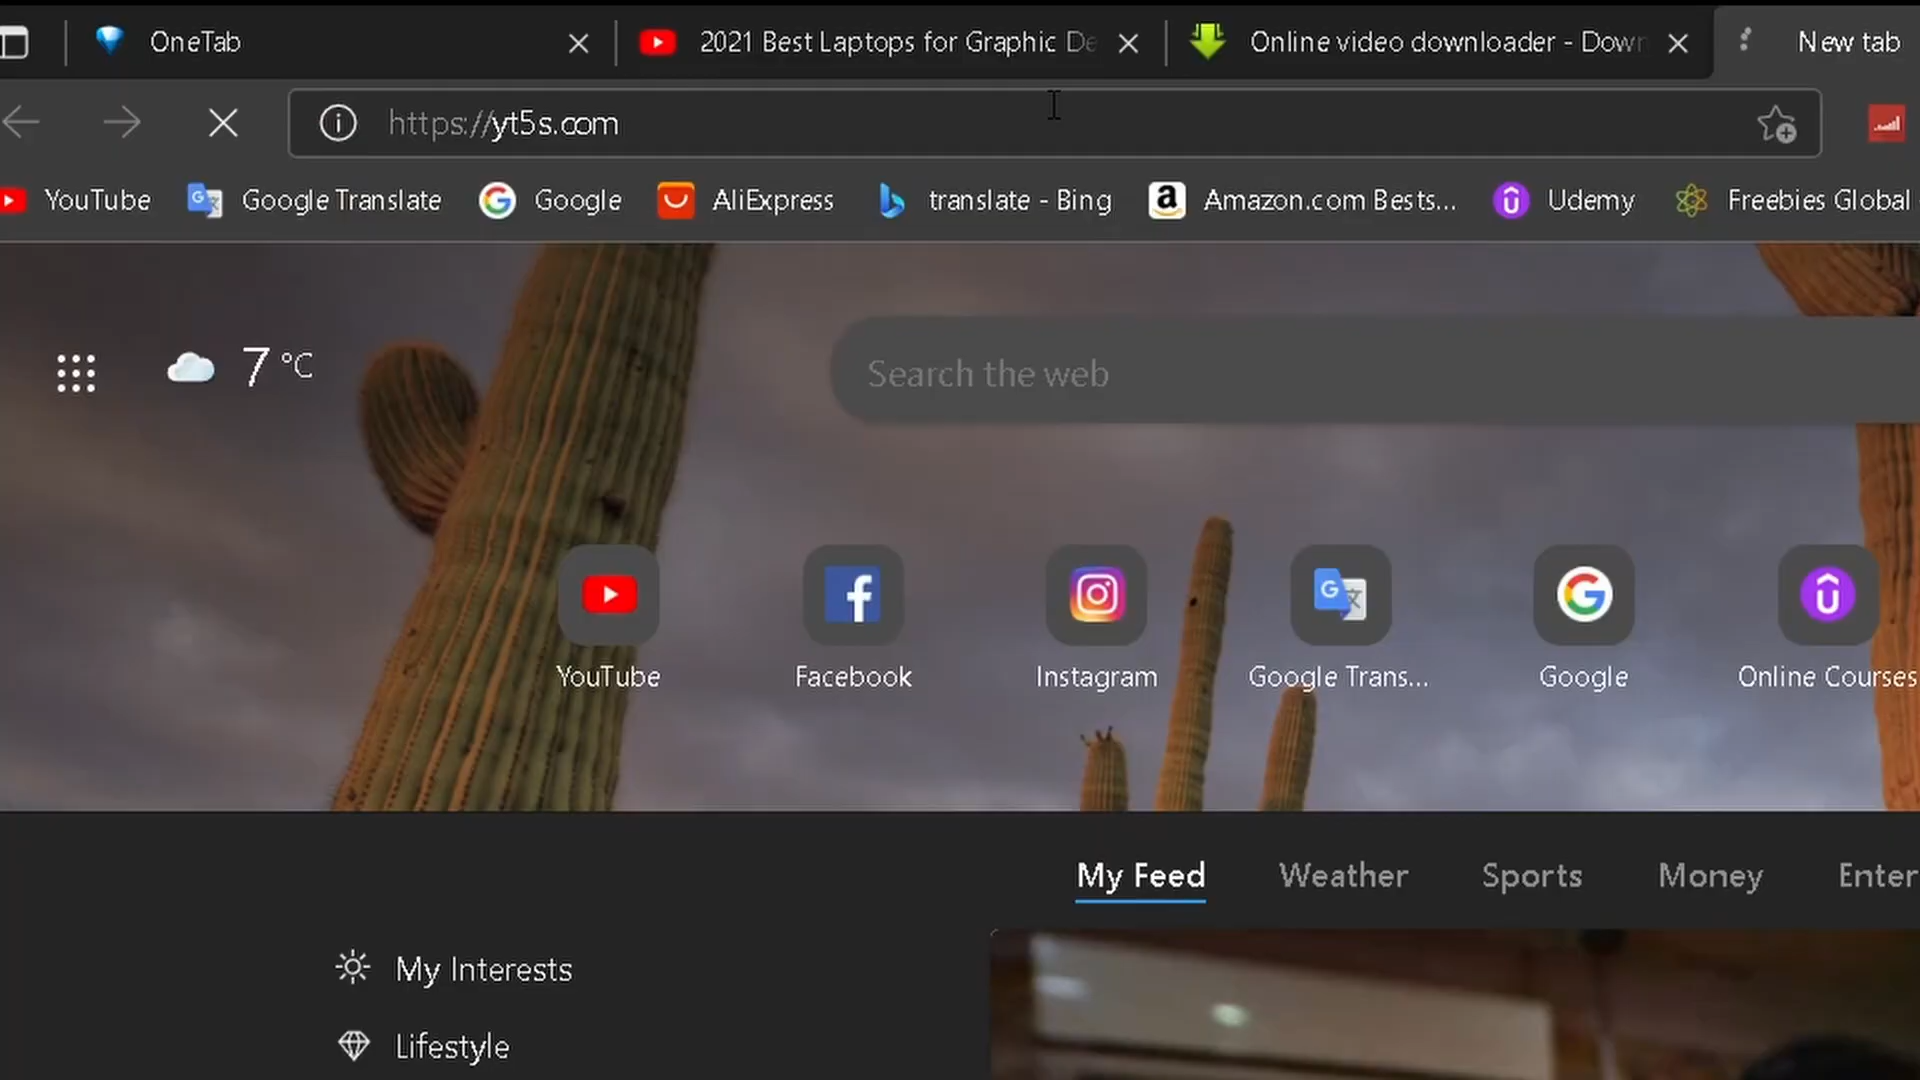 OneTab
2021 Best Laptops for Graphic De
Online video downloader - Down
New tab
https://yt5s.com
YouTube
Google Translate
Google
AliExpress
translate - Bing
Amazon.com Bests...
Udemy
Freebies Global
7 °C
Search the web
YouTube
Facebook
Instagram
Google Trans...
Google
Online Courses
My Feed
Weather
Sports
Money
Enter
My Interests
Lifestyle